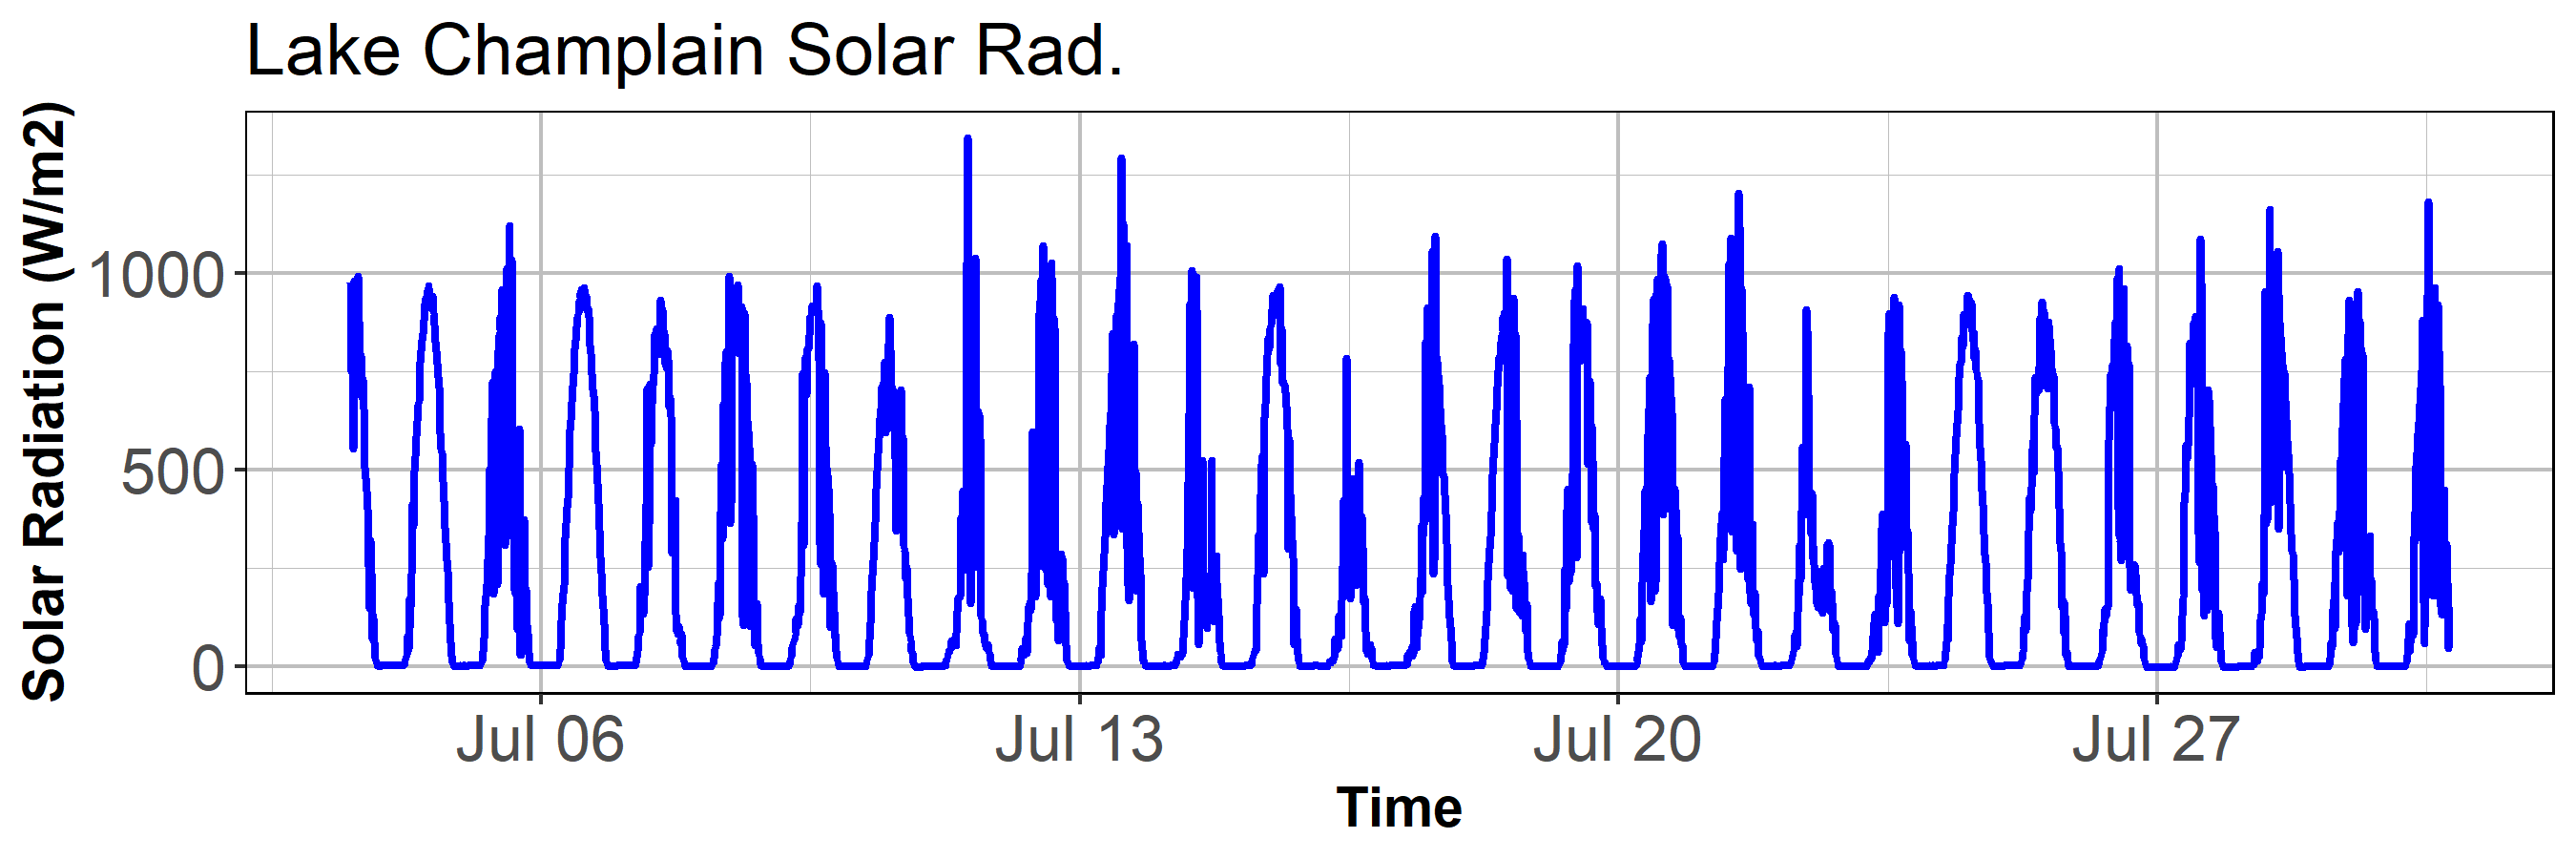 Lake Champlain Solar Rad.
Solar Radiation (W/m2)
1000
500
0
Jul 06
Jul 13
Jul 20
Jul 27
Time